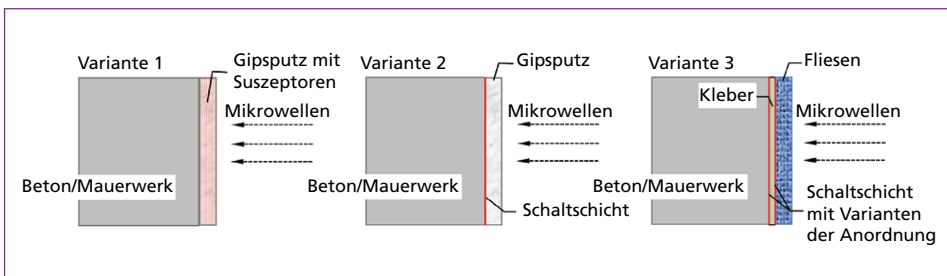 Variante 1
Gipsputz mit
Suszeptoren
Mikrowellen
Beton/Mauerwerk
Variante 2
Gipsputz
Mikrowellen
Beton/Mauerwerk
Schaltschicht
Variante 3
Fliesen
Kleber
Mikrowellen
Beton/Mauerwerk
Schaltschicht
mit Varianten
der Anordnung